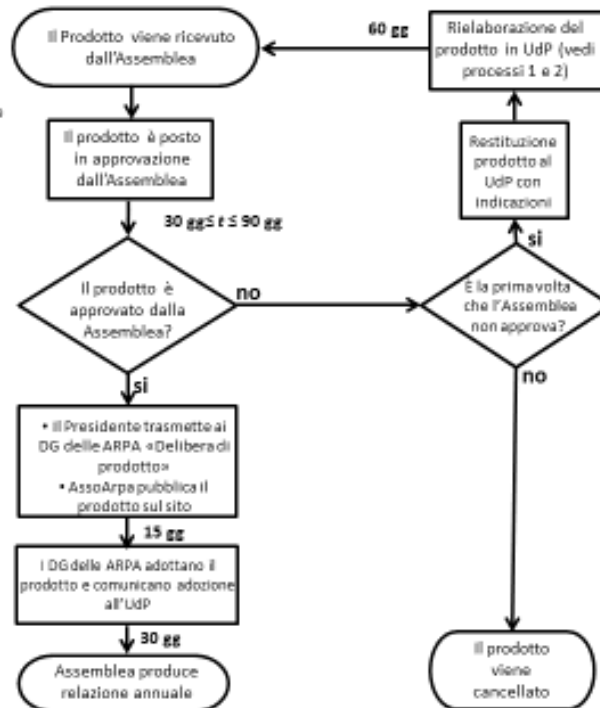 Il Prodotto viene ricevuto
dall'Assemblea
60 gg
Rielaborazione del
prodotto in UdP (vedi
processi 1 e 2)
Il prodotto è posto
in approvazione
dall'Assemblea
Restituzione
prodotto al
UdP con
indicazioni
30 gg≤ t ≤ 90 gg
si
Il prodotto è
approvato dalla
Assemblea?
no
È la prima volta
che l'Assemblea
non approva?
si
no
• Il Presidente trasmette ai
DG delle ARPA «Delibera di
prodotto»
• AssoArpa pubblica il
prodotto sul sito
15 gg
I DG delle ARPA adottano il
prodotto e comunicano adozione
all'UdP
30 gg
Assemblea produce
relazione annuale
Il prodotto
viene
cancellato